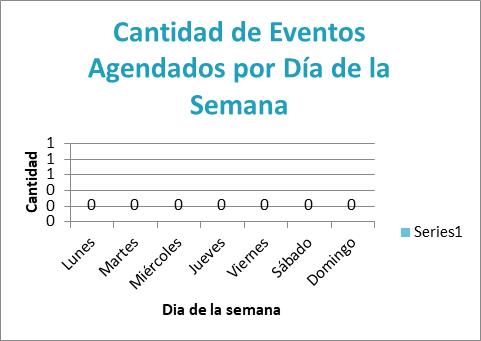 Cantidad de Eventos
Agendados por Día de la
Semana
Cantidad
1
1
1
0
0
0
0 0 0 0 0 0 0
Lunes
Martes
Miércoles
Jueves
Viernes
Sábado
Domingo
Series1
Dia de la semana